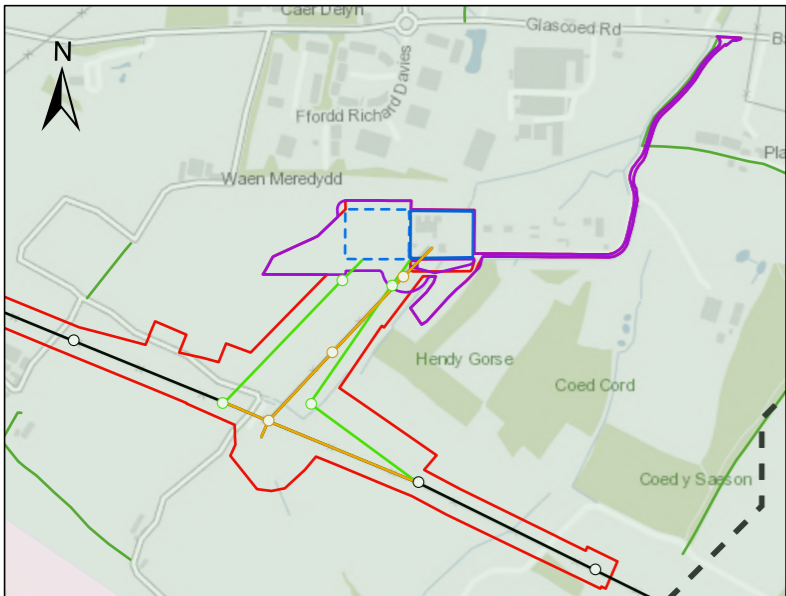 Caer Delyn
Glascoed Rd
N
Ffordd Richard Davies
Waen Meredydd
Hendy Gorse
Coed Cord
Coed y Saeson